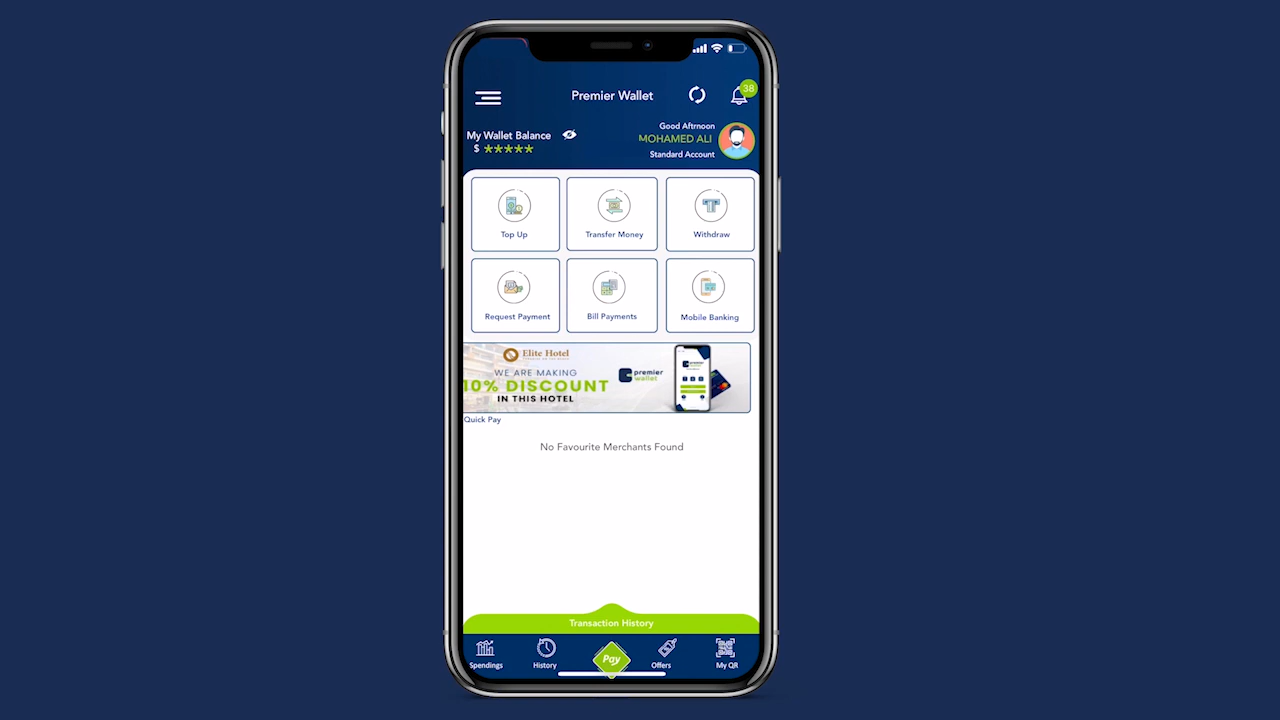 Premier Wallet
38
My Wallet Balance
$ *****
Good Aftrnoon
MOHAMED ALI
Standard Account
Top Up
Transfer Money
Withdraw
Request Payment
Bill Payments
Mobile Banking
Elite Hotel
WE ARE MAKING
10% DISCOUNT
IN THIS HOTEL
premier
wallet
Quick Pay
No Favourite Merchants Found
Transaction History
Spendings
History
Pay
Offers
My QR